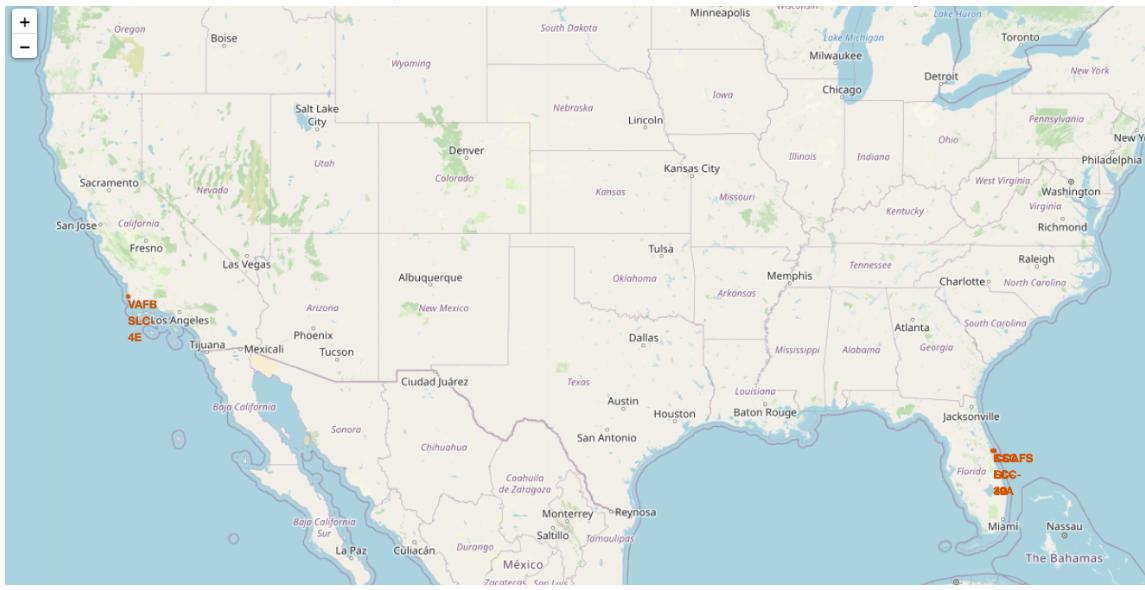 +
−
Oregon
Boise
Wyoming
South Dakota
Minneapolis
Wisconsin
Lake Michigan
Lake Huron
Toronto
Milwaukee
Detroit
New York
Chicago
Salt Lake
City
Nebraska
Iowa
Lincoln
Pennsylvania
Ohio
Philadelphia
Denver
Utah
Colorado
Illinois
Indiana
Kansas City
Kansas
Missouri
West Virginia
Washington
Virginia
Richmond
Sacramento
Nevada
San Jose
California
Fresno
Las Vegas
Kentucky
Tulsa
Raleigh
Albuquerque
Oklahoma
Memphis
Tennessee
Charlotte
North Carolina
Arkansas
VAFB
SLC-
4E
Los Angeles
Arizona
New Mexico
Phoenix
Tucson
Tijuana
Mexicali
Dallas
Mississippi
Alabama
Atlanta
Georgia
South Carolina
Ciudad Juárez
Texas
Louisiana
Austin
Houston
Baton Rouge
Jacksonville
Baja California
Sonora
Chihuahua
San Antonio
Florida
Coahuila
de Zaragoza
Monterrey
Reynosa
Saltillo
Tamaulipas
Miami
Nassau
The Bahamas
Baja California
Sur
La Paz
Culiacán
Durango
México
Zacatecas
San Luis